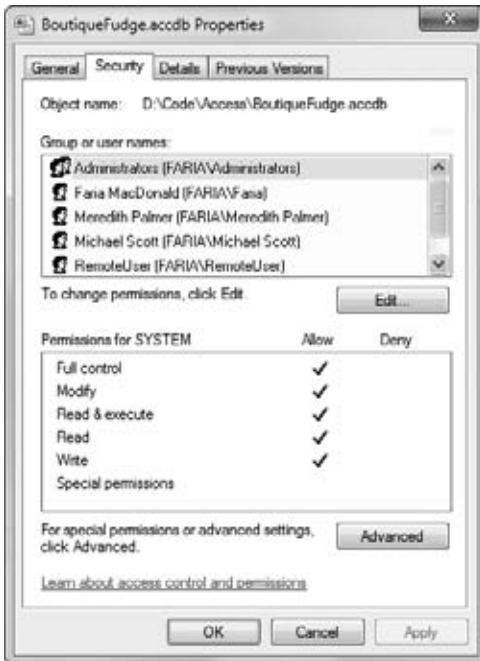 BoutiqueFudge.accdb Properties
General Security Details Previous Versions
Object name: D:\Code\Access\BoutiqueFudge.accdb
Group or user names:
Administrators (FARIA\Administrators)
Faria MacDonald (FARIA\Faria)
Meredith Palmer (FARIA\Meredith Palmer)
Michael Scott (FARIA\Michael Scott)
RemoteUser (FARIA\RemoteUser)
To change permissions, click Edit.
Edit...
Permissions for SYSTEM Allow Deny
Full control
Modify
Read & execute
Read
Write
Special permissions
For special permissions or advanced settings,
click Advanced.
Advanced
Learn about access control and permissions
OK Cancel Apply